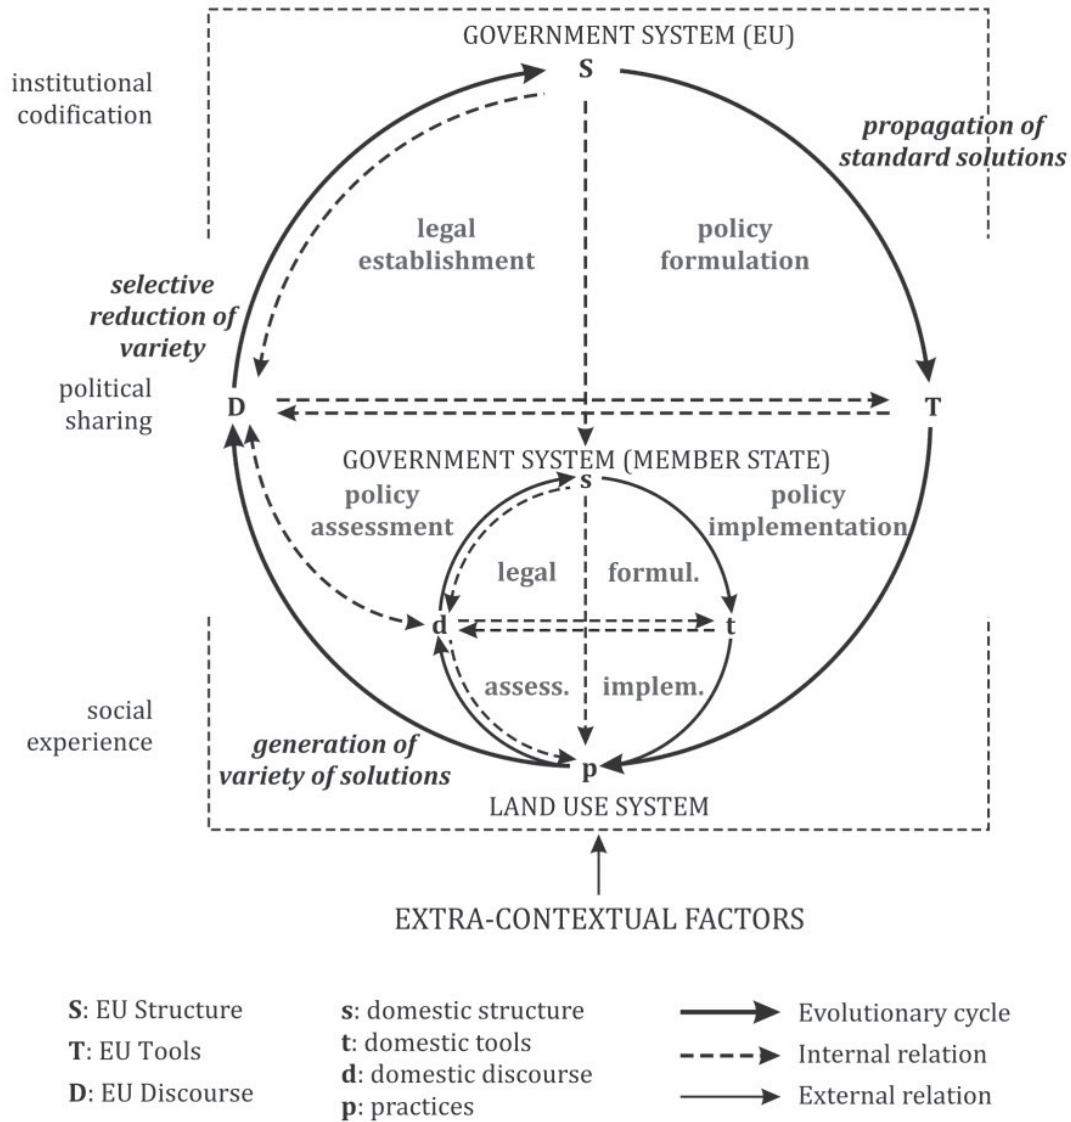 GOVERNMENT SYSTEM (EU)
S
institutional
codification
propagation of
standard solutions
legal
establishment
policy
formulation
selective
reduction of
variety
political
sharing
D
T
GOVERNMENT SYSTEM (MEMBER STATE)
s
policy
assessment
policy
implementation
legal
formul.
d
t
assess.
implem.
social
experience
generation of
variety of solutions
p
LAND USE SYSTEM
EXTRA-CONTEXTUAL FACTORS
S: EU Structure
T: EU Tools
D: EU Discourse
s: domestic structure
t: domestic tools
d: domestic discourse
p: practices
Evolutionary cycle
Internal relation
External relation